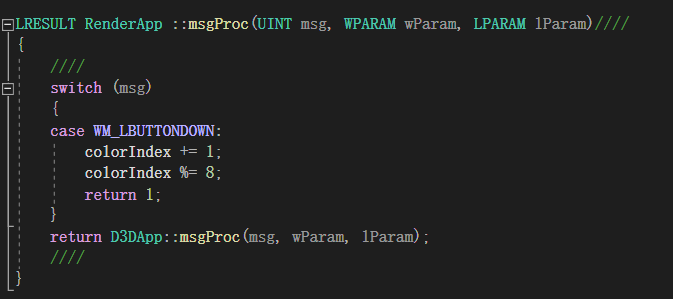 LRESULT RenderApp ::msgProc(UINT msg, WPARAM wParam, LPARAM lParam)////
{
////
switch (msg)
{
case WM_LBUTTONDOWN:
colorIndex += 1;
colorIndex %= 8;
return 1;
}
return D3DApp::msgProc(msg, wParam, lParam);
////
}